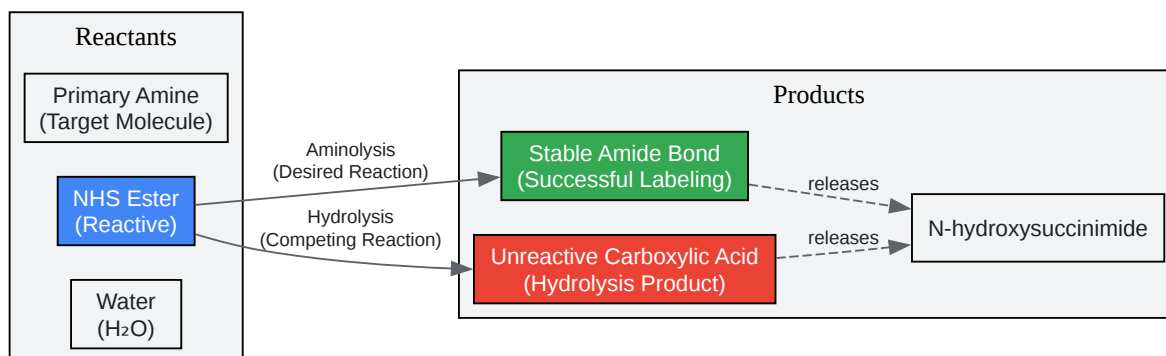 Reactants
Primary Amine
(Target Molecule)
NHS Ester
(Reactive)
Water
(H₂O)
Aminolysis
(Desired Reaction)
Hydrolysis
(Competing Reaction)
Products
Stable Amide Bond
(Successful Labeling)
Unreactive Carboxylic Acid
(Hydrolysis Product)
releases
releases
N-hydroxysuccinimide